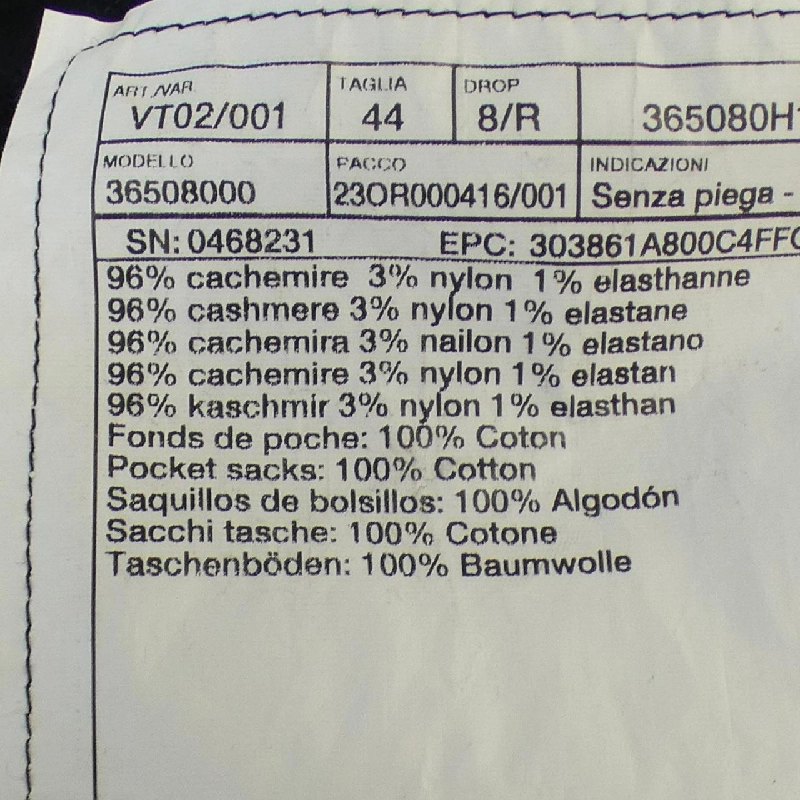 ART./VAR. TAGLIA DROP
VT02/001 44 8/R 365080H
MODELLO PACCO INDICAZIONI
36508000 23OR000416/001 Senza piega -
SN: 0468231 EPC: 303861A800C4FF
96% cachemire 3% nylon 1% elasthanne
96% cashmere 3% nylon 1% elastane
96% cachemira 3% nailon 1% elastano
96% cachemire 3% nylon 1% elastan
96% kaschmir 3% nylon 1% elasthan
Fonds de poche: 100% Coton
Pocket sacks: 100% Cotton
Saquillos de bolsillos: 100% Algodón
Sacchi tasche: 100% Cotone
Taschenböden: 100% Baumwolle